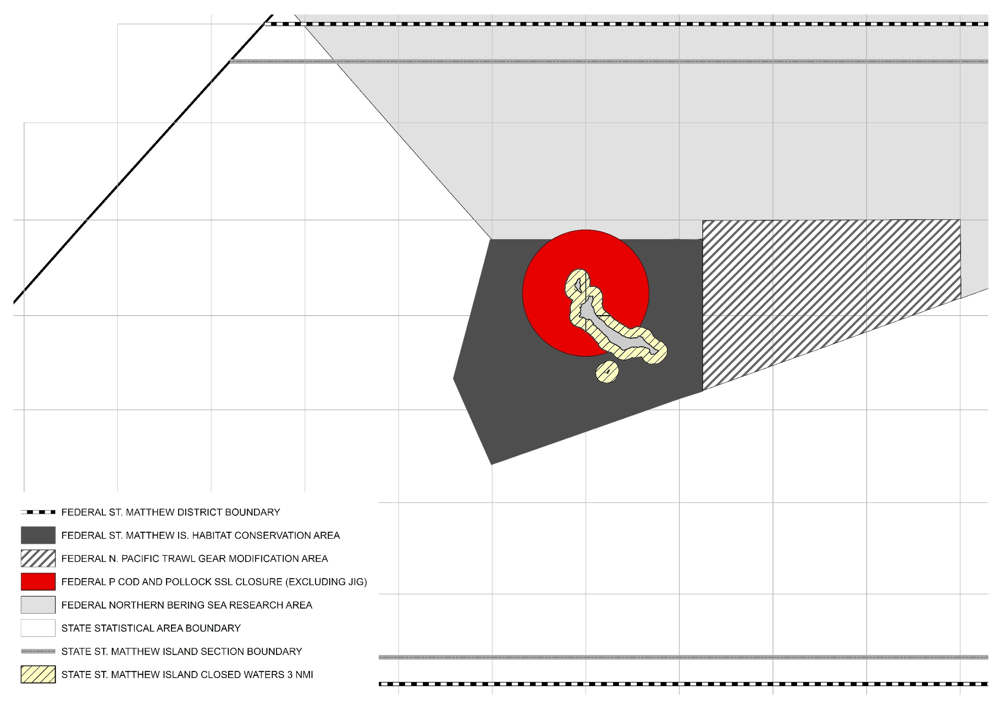 FEDERAL ST. MATTHEW DISTRICT BOUNDARY
FEDERAL ST. MATTHEW IS. HABITAT CONSERVATION AREA
FEDERAL N. PACIFIC TRAWL GEAR MODIFICATION AREA
FEDERAL P COD AND POLLOCK SSL CLOSURE (EXCLUDING JIG)
FEDERAL NORTHERN BERING SEA RESEARCH AREA
STATE STATISTICAL AREA BOUNDARY
STATE ST. MATTHEW ISLAND SECTION BOUNDARY
STATE ST. MATTHEW ISLAND CLOSED WATERS 3 NMI